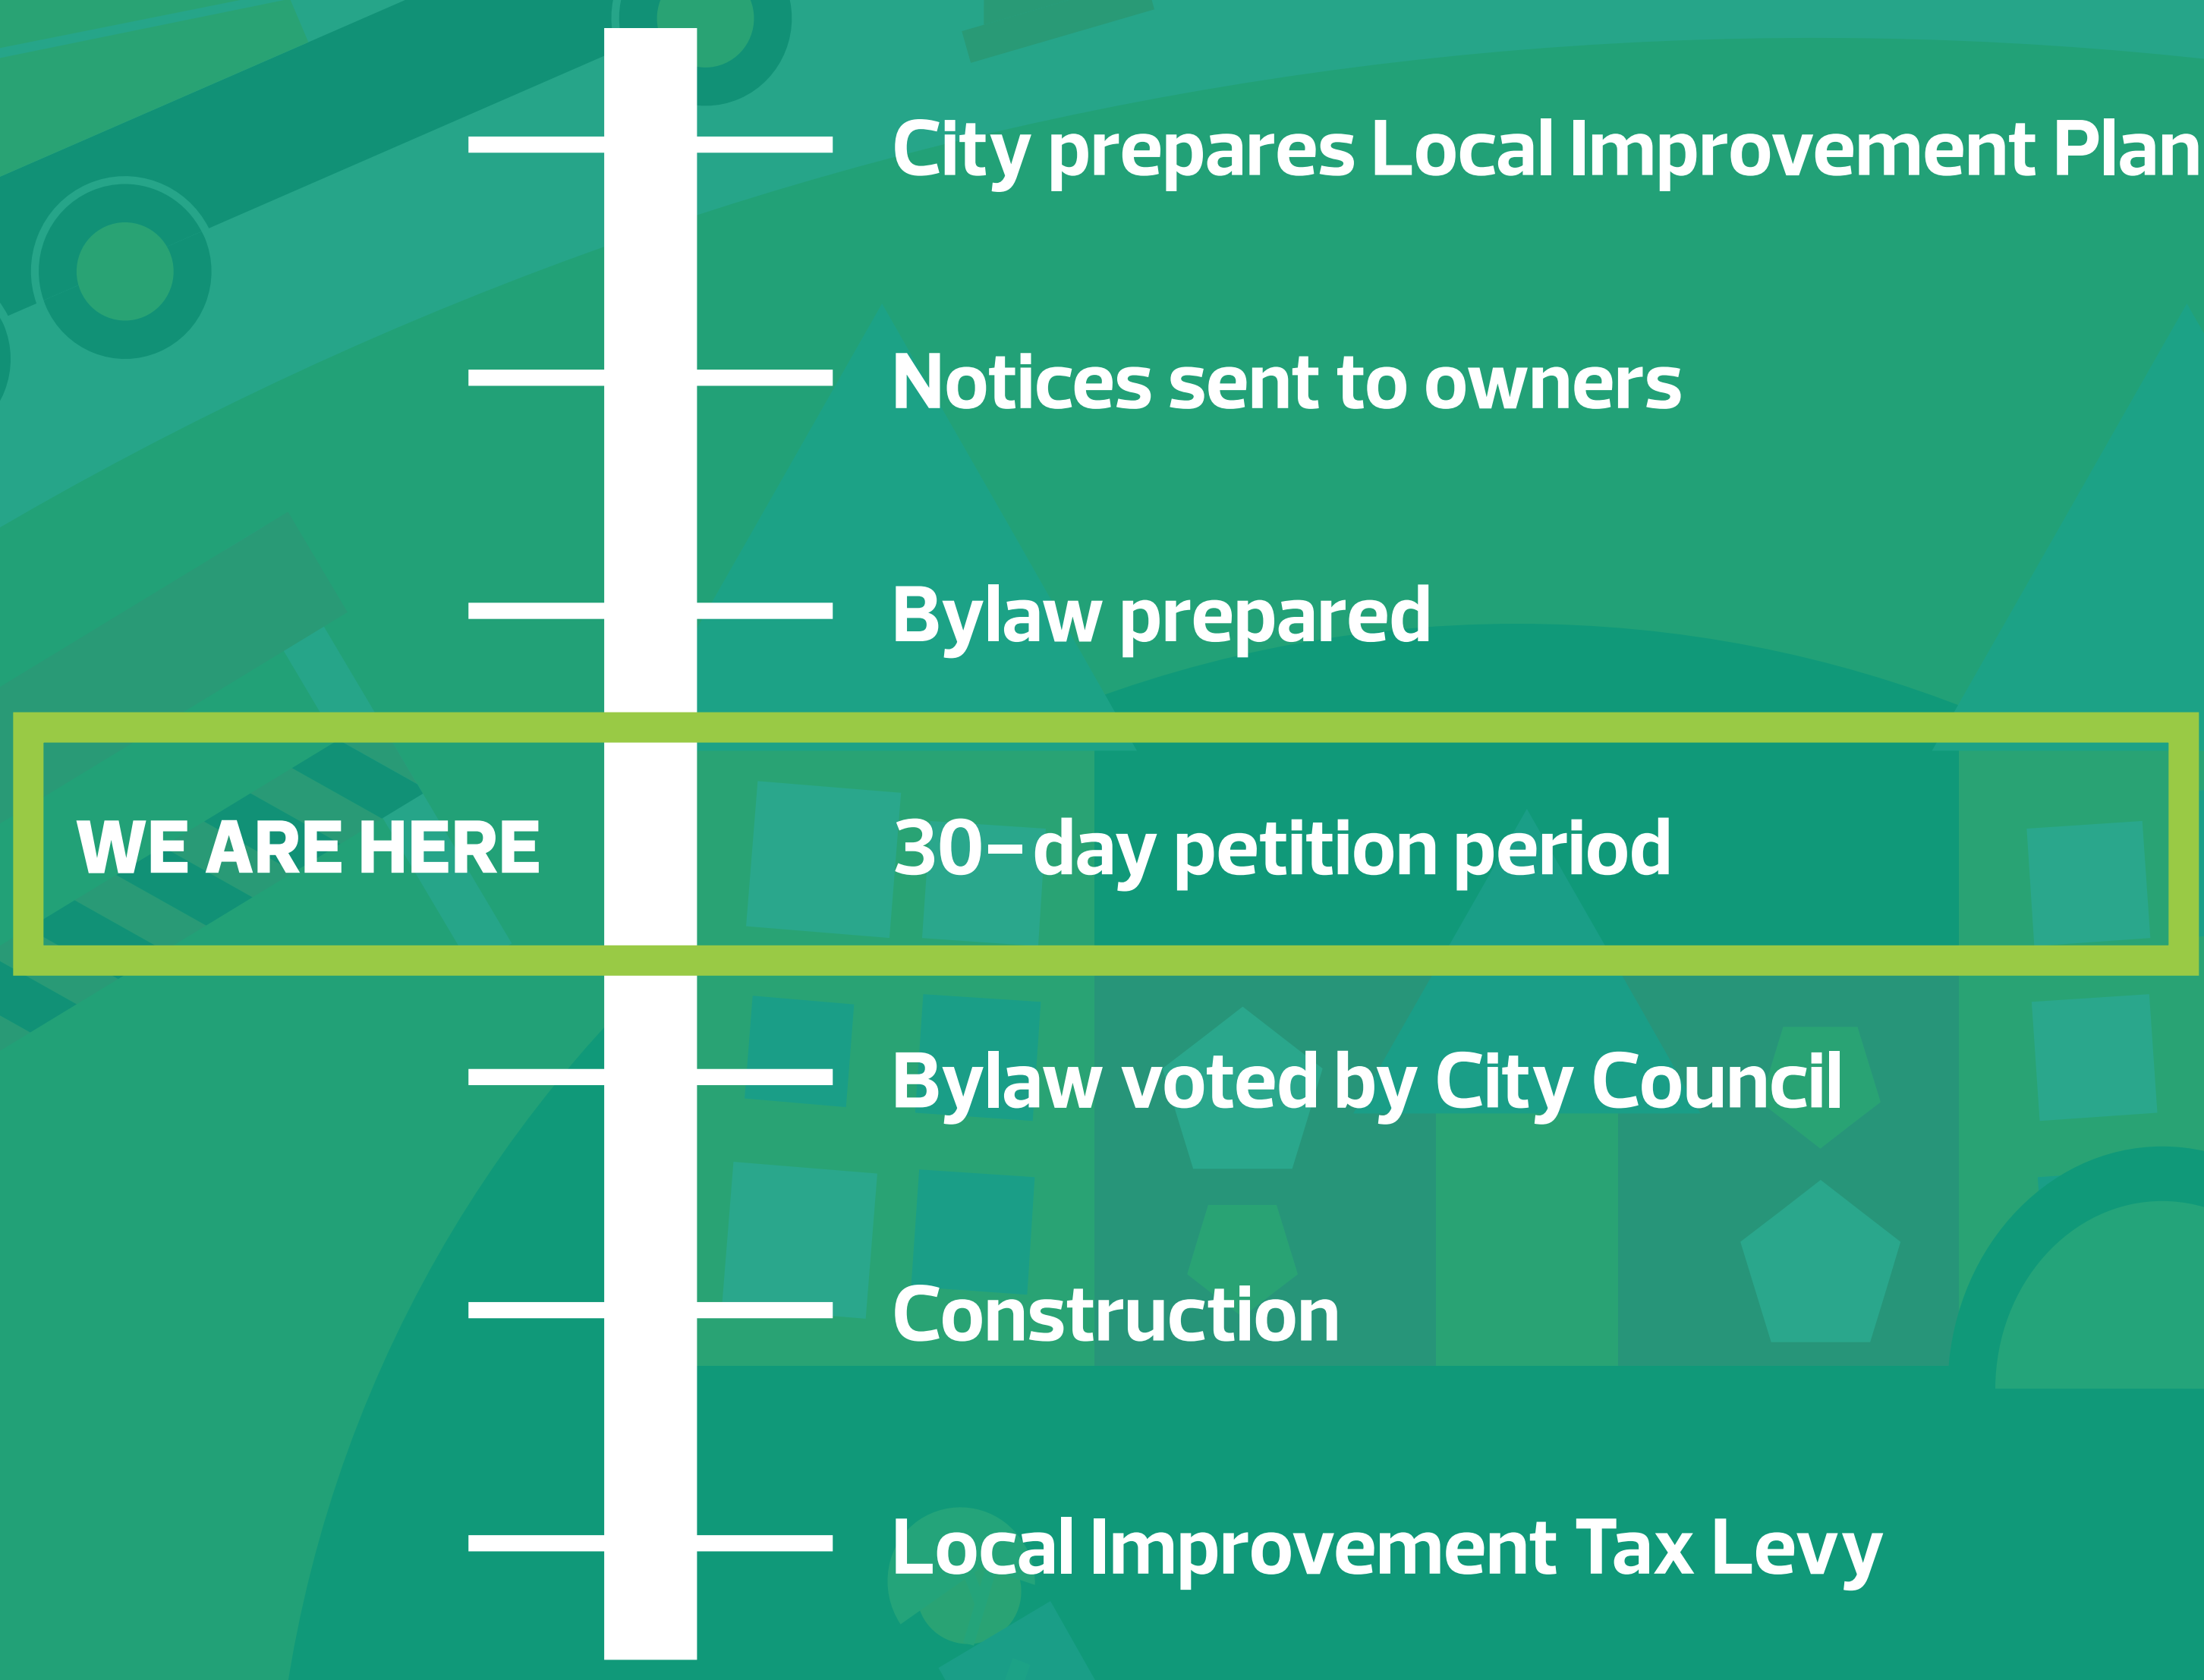 City prepares Local Improvement Plan
Notices sent to owners
Bylaw prepared
WE ARE HERE
30-day petition period
Bylaw voted by City Council
Construction
Local Improvement Tax Levy